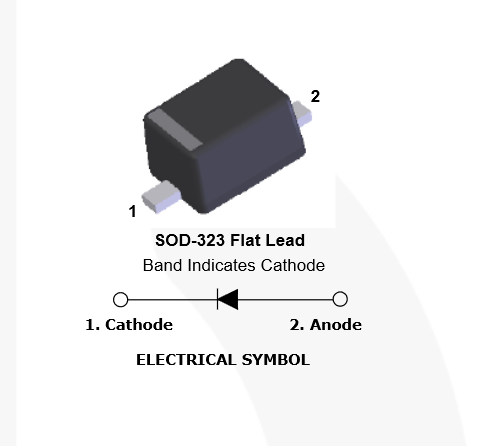 2
1
SOD-323 Flat Lead
Band Indicates Cathode
1. Cathode 2. Anode
ELECTRICAL SYMBOL